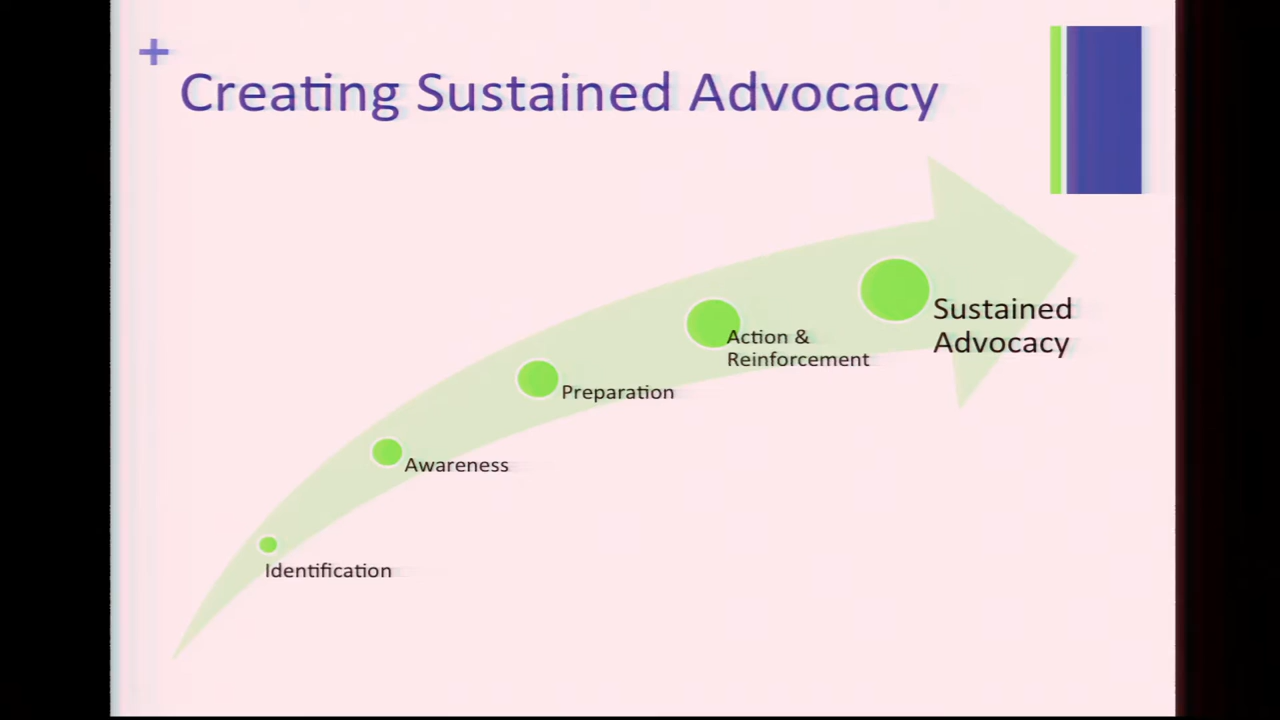 +
Creating Sustained Advocacy
Sustained
Advocacy
Action &
Reinforcement
Preparation
Awareness
Identification